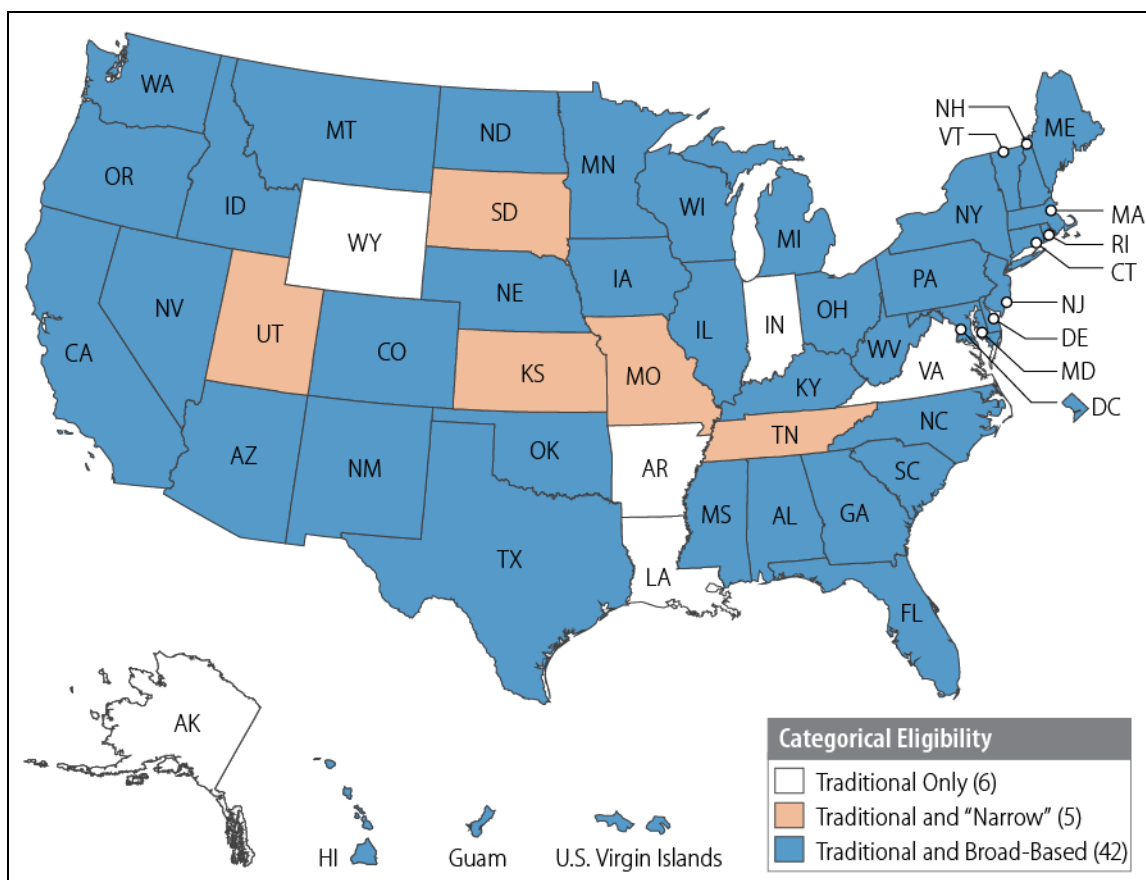 WA
MT
ND
MN
NH
VT
ME
OR
ID
SD
WI
MI
NY
MA
RI
CT
WY
IA
PA
NJ
NE
NV
UT
CO
IL
IN
OH
WV
DE
MD
DC
CA
KS
MO
KY
VA
AZ
NM
OK
AR
TN
NC
SC
TX
LA
MS
AL
GA
FL
AK
HI
Guam
U.S. Virgin Islands
Categorical Eligibility
Traditional Only (6)
Traditional and “Narrow” (5)
Traditional and Broad-Based (42)